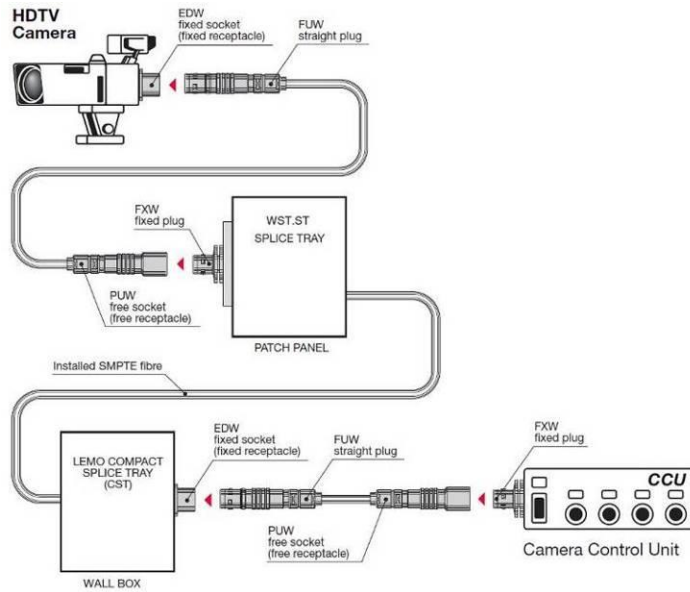 HDTV
Camera
EDW
fixed socket
(fixed receptacle)
FUW
straight plug
FXW
fixed plug
WST.ST
SPLICE TRAY
PUW
free socket
(free receptacle)
PATCH PANEL
Installed SMPTE fibre
EDW
fixed socket
(fixed receptacle)
FUW
straight plug
FXW
fixed plug
LEMO COMPACT
SPLICE TRAY
(CST)
CCU
PUW
free socket
(free receptacle)
Camera Control Unit
WALL BOX